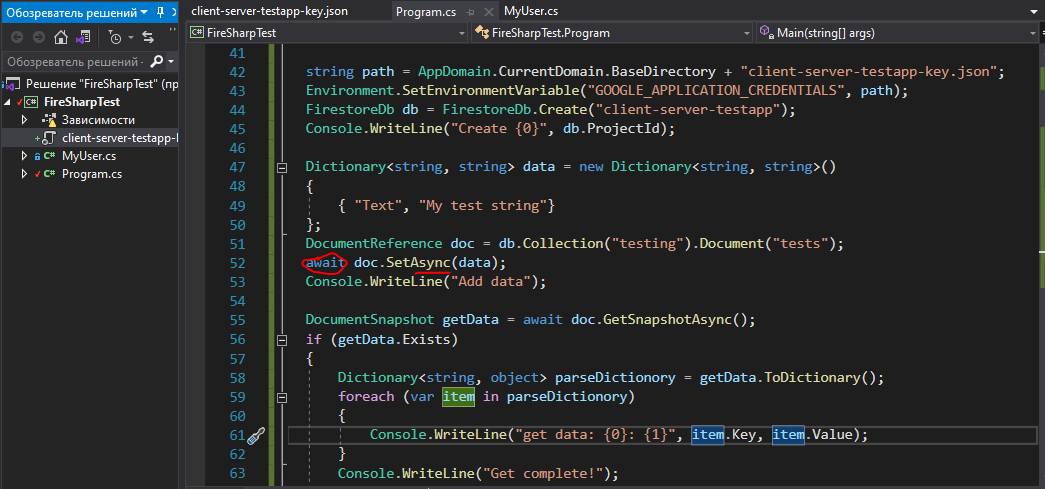 Обозреватель решений
client-server-testapp-key.json
Program.cs
MyUser.cs
FireSharpTest
FireSharpTest.Program
Main(string[] args)
Обозреватель решений -
Решение "FireSharpTest" (пр
FireSharpTest
Зависимости
client-server-testapp-k
MyUser.cs
Program.cs
41
42 string path = AppDomain.CurrentDomain.BaseDirectory + "client-server-testapp-key.json";
43 Environment.SetEnvironmentVariable("GOOGLE_APPLICATION_CREDENTIALS", path);
44 FirestoreDb db = FirestoreDb.Create("client-server-testapp");
45 Console.WriteLine("Create {0}", db.ProjectId);
46
47 Dictionary<string, string> data = new Dictionary<string, string>()
48 {
49 { "Text", "My test string"}
50 };
51 DocumentReference doc = db.Collection("testing").Document("tests");
52 await doc.SetAsync(data);
53 Console.WriteLine("Add data");
54
55 DocumentSnapshot getData = await doc.GetSnapshotAsync();
56 if (getData.Exists)
57 {
58 Dictionary<string, object> parseDictionory = getData.ToDictionary();
59 foreach (var item in parseDictionory)
60 {
61 Console.WriteLine("get data: {0}: {1}", item.Key, item.Value);
62 }
63 Console.WriteLine("Get complete!");